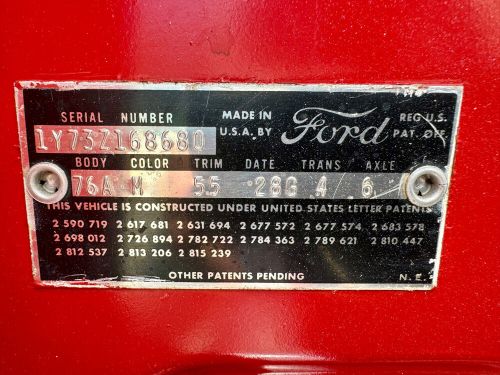 SERIAL NUMBER MADE IN Ford REG U.S.
1Y73Z168680 U.S.A. BY PAT. OFF.
BODY COLOR TRIM DATE TRANS AXLE
76A M 55 28G 4 6
THIS VEHICLE IS CONSTRUCTED UNDER UNITED STATES LETTER PATENTS
2 590 719 2 617 681 2 631 694 2 677 572 2 677 574 2 683 578
2 698 012 2 726 894 2 782 722 2 784 363 2 789 621 2 810 447
2 812 537 2 813 206 2 815 239
OTHER PATENTS PENDING N.E.